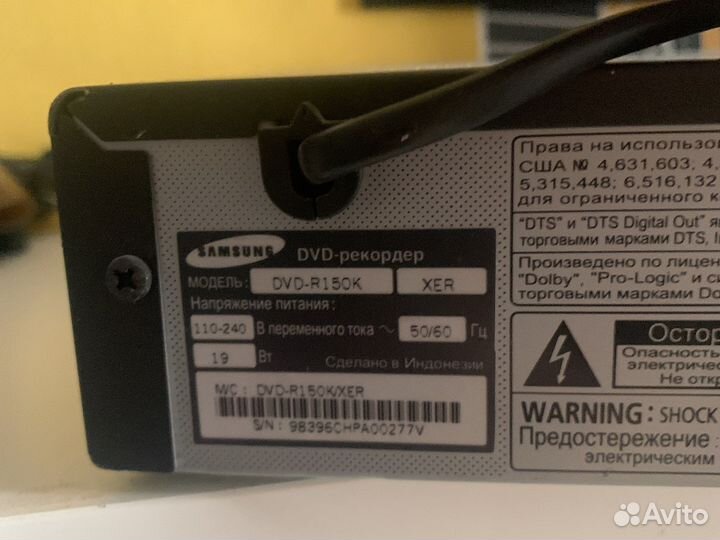 SAMSUNG
DVD-рекордер
МОДЕЛЬ: DVD-R150K XER
Напряжение питания:
110-240 В переменного тока ~ 50/60 Гц
19 Вт Сделано в Индонезии
M/C : DVD-R150K/XER
S/N : 98396CHPA00277V
Права на использо
США № 4,631,603; 4,
5,315,448; 6,516,132
для ограниченного к
"DTS" и "DTS Digital Out" я
торговыми марками DTS, I
Произведено по лицен
"Dolby", "Pro-Logic" и си
торговыми марками Do
Остор
Опасность
электричес
Не откр
WARNING: SHOCK
Предостережение :
электрическим
Avito